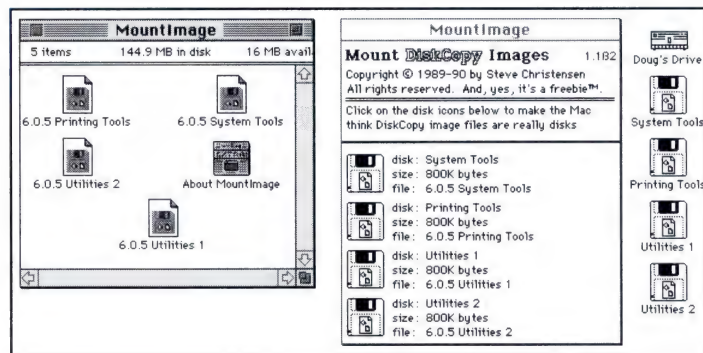 MountImage
5 items 144.9 MB in disk 16 MB avail
6.0.5 Printing Tools 6.0.5 System Tools
6.0.5 Utilities 2 About MountImage
6.0.5 Utilities 1
MountImage
Mount DiskCopy Images 1.1β2
Copyright © 1989-90 by Steve Christensen
All rights reserved. And, yes, it's a freebie™.
Click on the disk icons below to make the Mac
think DiskCopy image files are really disks
disk: System Tools
size: 800K bytes
file: 6.0.5 System Tools
disk: Printing Tools
size: 800K bytes
file: 6.0.5 Printing Tools
disk: Utilities 1
size: 800K bytes
file: 6.0.5 Utilities 1
disk: Utilities 2
size: 800K bytes
file: 6.0.5 Utilities 2
Doug's Drive
System Tools
Printing Tools
Utilities 1
Utilities 2